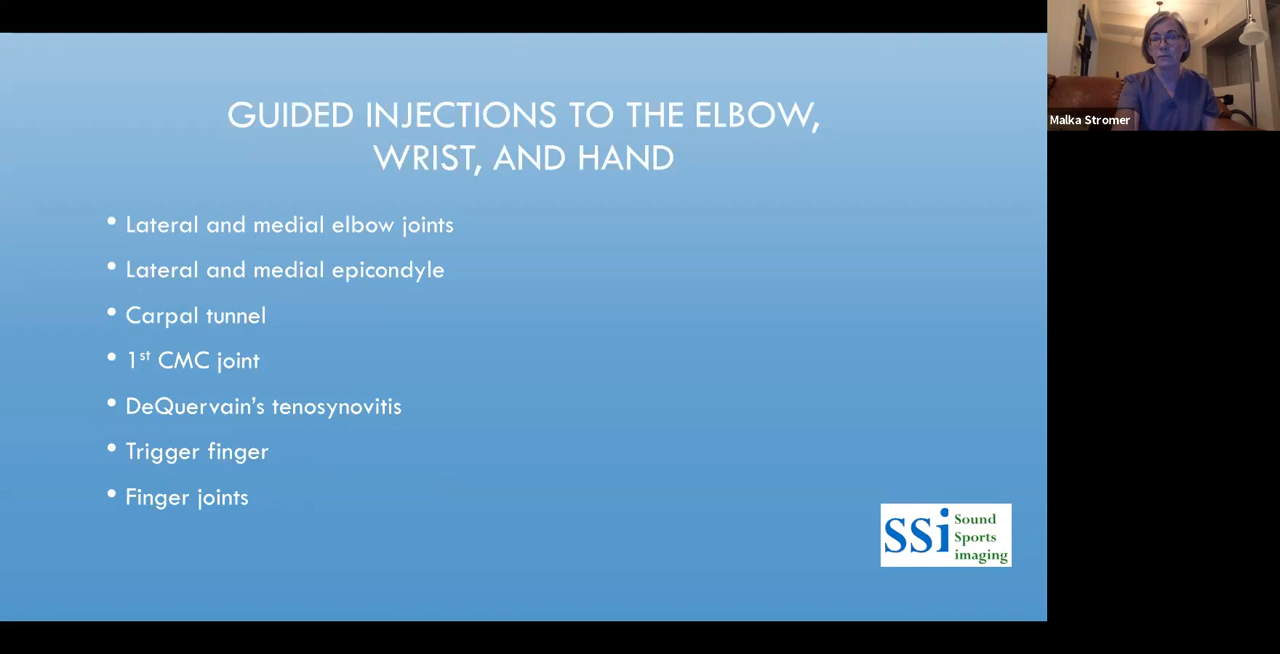 GUIDED INJECTIONS TO THE ELBOW,
WRIST, AND HAND
• Lateral and medial elbow joints
• Lateral and medial epicondyle
• Carpal tunnel
• 1st CMC joint
• DeQuervain’s tenosynovitis
• Trigger finger
• Finger joints
SSi
Sound
Sports
imaging
Malka Stromer